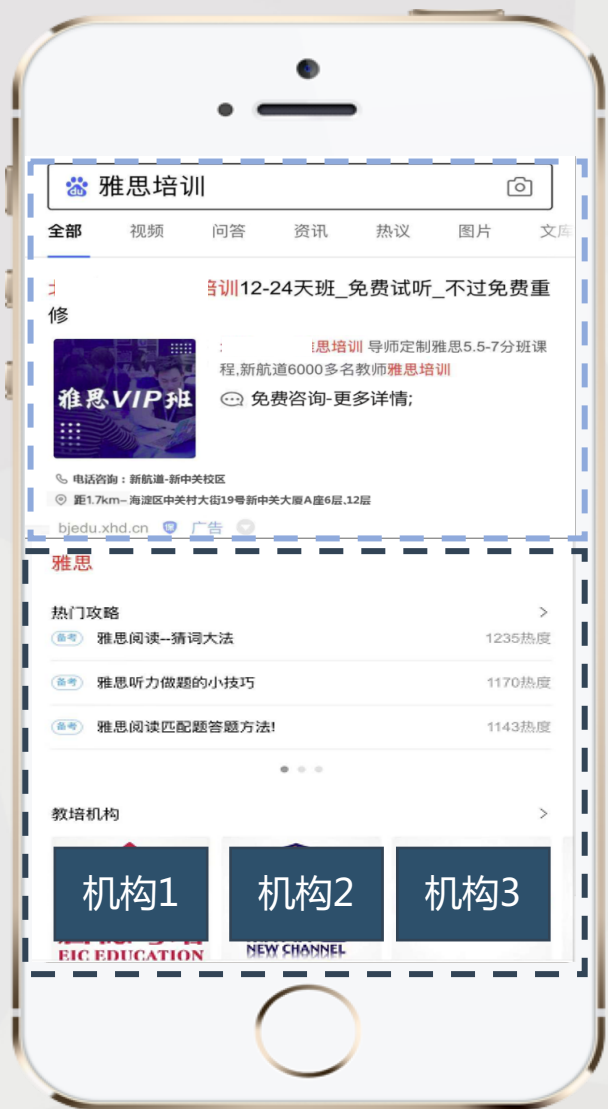 du 雅思培训
全部 视频 问答 资讯 热议 图片 文库
培训12-24天班_免费试听_不过免费重
修
思培训 导师定制雅思5.5-7分班课
程,新航道6000多名教师雅思培训
雅思VIP班
免费咨询-更多详情;
电话咨询：新航道-新中关校区
距1.7km– 海淀区中关村大街19号新中关大厦A座6层,12层
bjedu.xhd.cn 保 广告
雅思
热门攻略 >
备考 雅思阅读--猜词大法 1235热度
备考 雅思听力做题的小技巧 1170热度
备考 雅思阅读匹配题答题方法! 1143热度
教培机构 >
机构1 机构2 机构3
EIC EDUCATION NEW CHANNEL